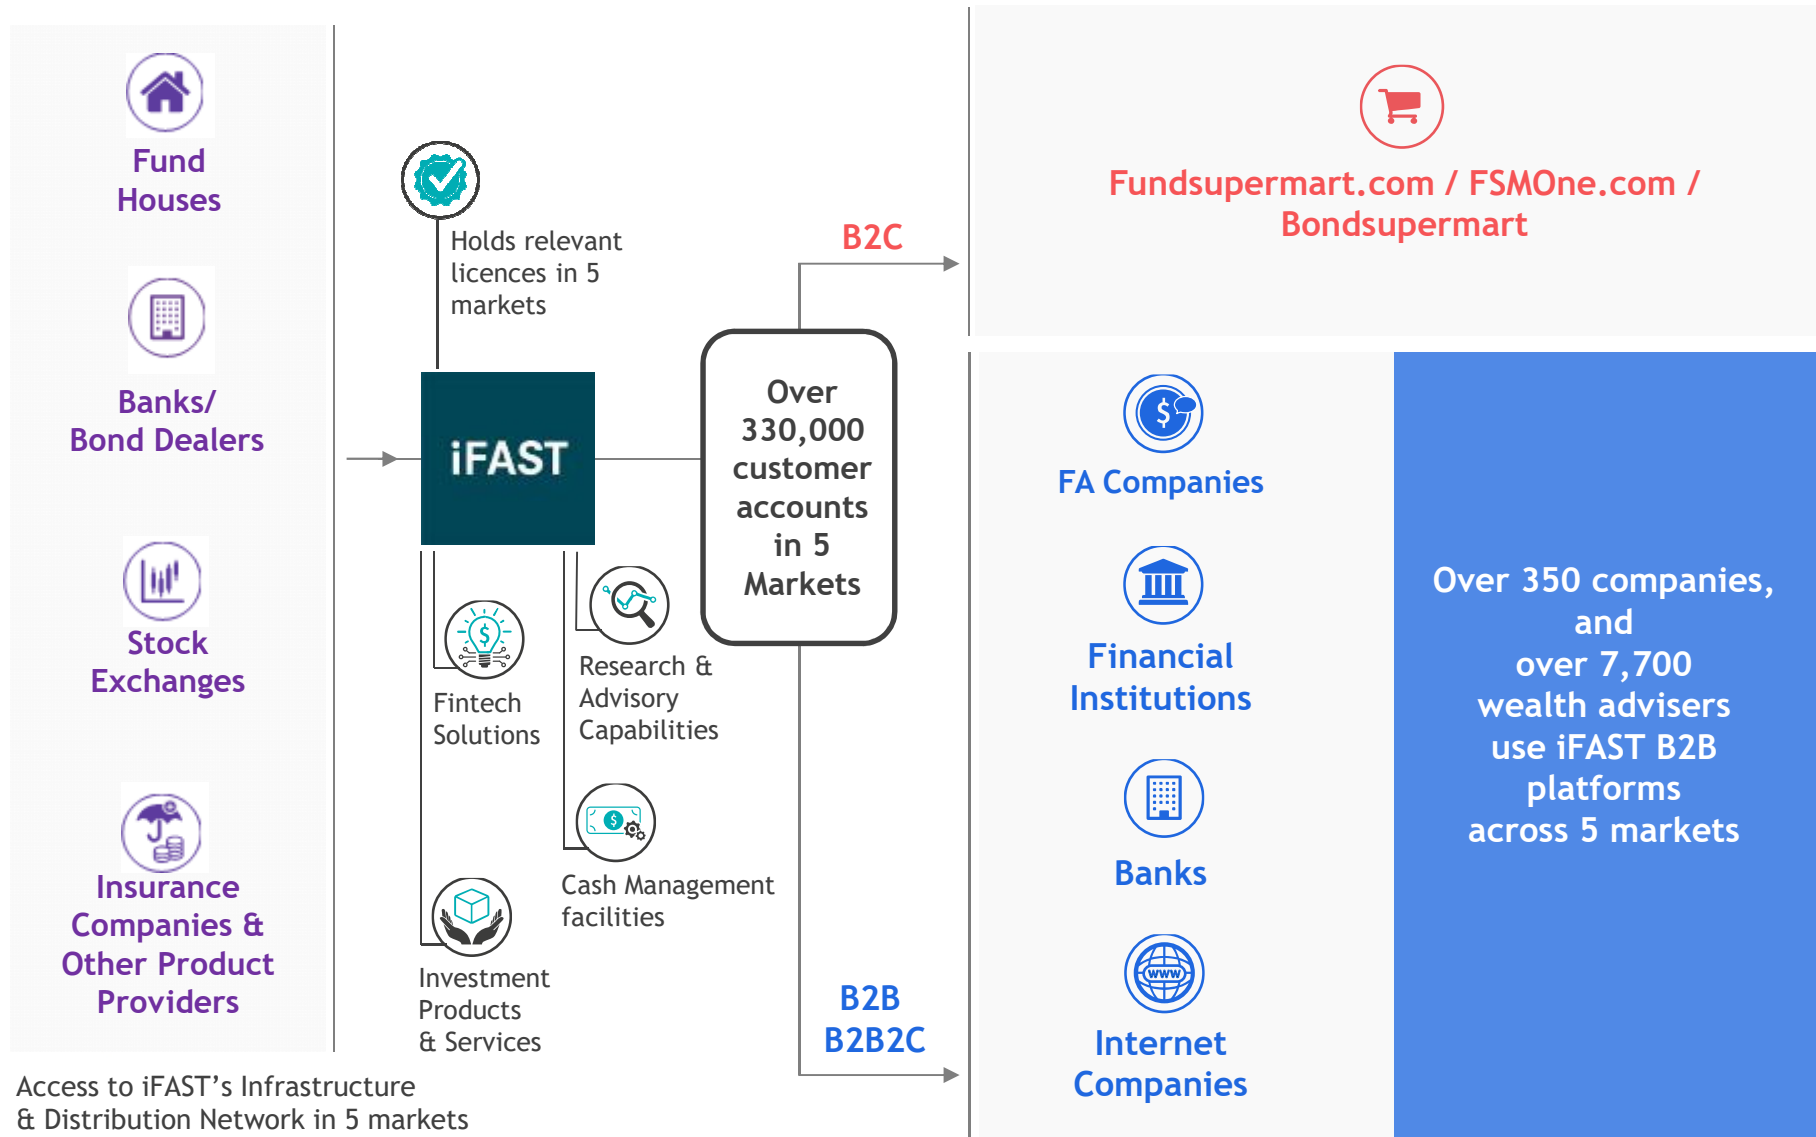 Fund
Houses
Banks/
Bond Dealers
Stock
Exchanges
Insurance
Companies &
Other Product
Providers
Access to iFAST’s Infrastructure
& Distribution Network in 5 markets
Holds relevant
licences in 5
markets
iFAST
Fintech
Solutions
Research &
Advisory
Capabilities
Cash Management
facilities
Investment
Products
& Services
Over
330,000
customer
accounts
in 5
Markets
B2C
B2B
B2B2C
Fundsupermart.com / FSMOne.com /
Bondsupermart
FA Companies
Financial
Institutions
Banks
www
Internet
Companies
Over 350 companies,
and
over 7,700
wealth advisers
use iFAST B2B
platforms
across 5 markets